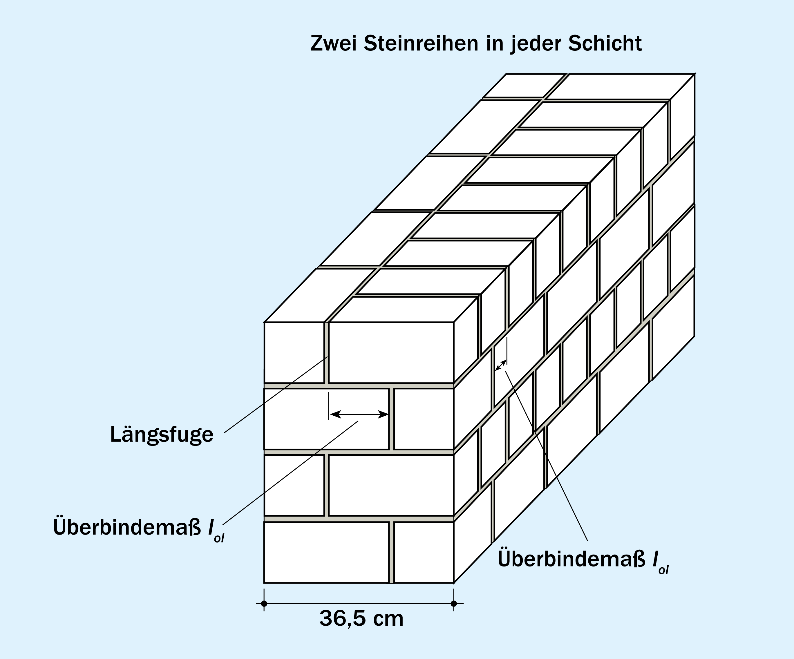 Zwei Steinreihen in jeder Schicht
Längsfuge
Überbindemaß lol
Überbindemaß lol
36,5 cm